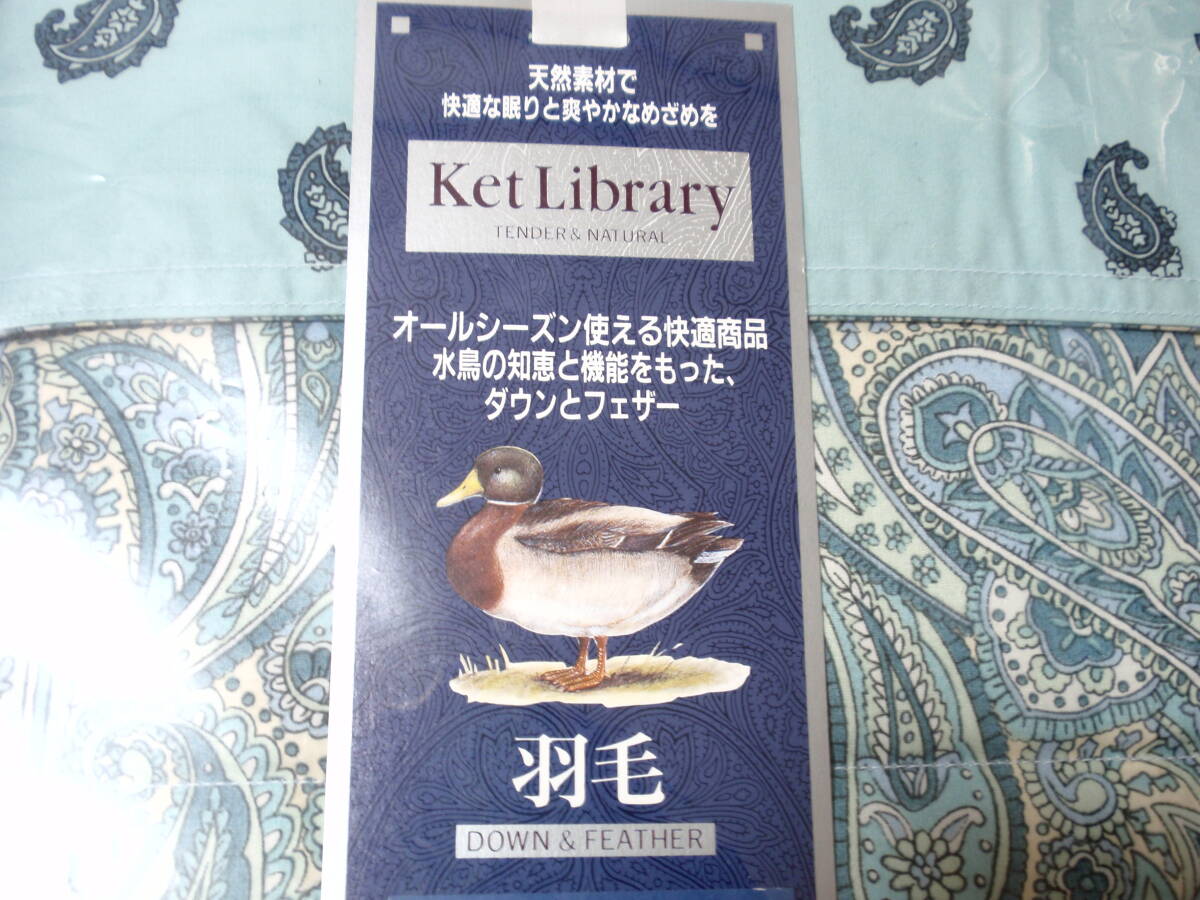 天然素材で
快適な眠りと爽やかなめざめを
Ket Library
TENDER & NATURAL
オールシーズン使える快適商品
水鳥の知恵と機能をもった、
ダウンとフェザー
羽毛
DOWN & FEATHER